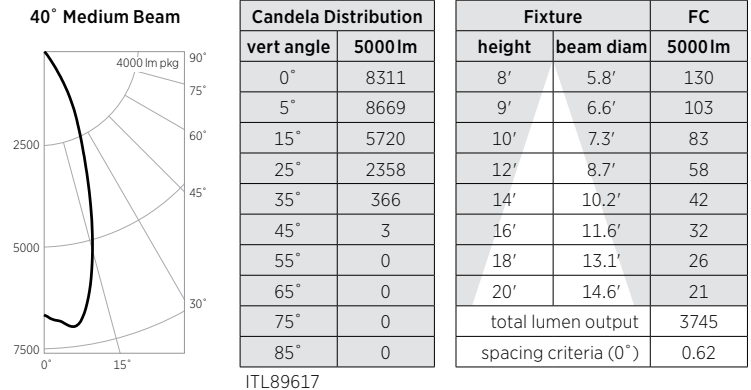 40˚ Medium Beam
4000 lm pkg
90˚
75˚
60˚
45˚
30˚
2500
5000
7500
0˚ 15˚
Candela Distribution
vert angle 5000 lm
0˚ 8311
5˚ 8669
15˚ 5720
25˚ 2358
35˚ 366
45˚ 3
55˚ 0
65˚ 0
75˚ 0
85˚ 0
ITL89617
Fixture FC
height beam diam 5000 lm
8′ 5.8′ 130
9′ 6.6′ 103
10′ 7.3′ 83
12′ 8.7′ 58
14′ 10.2′ 42
16′ 11.6′ 32
18′ 13.1′ 26
20′ 14.6′ 21
total lumen output 3745
spacing criteria (0˚) 0.62